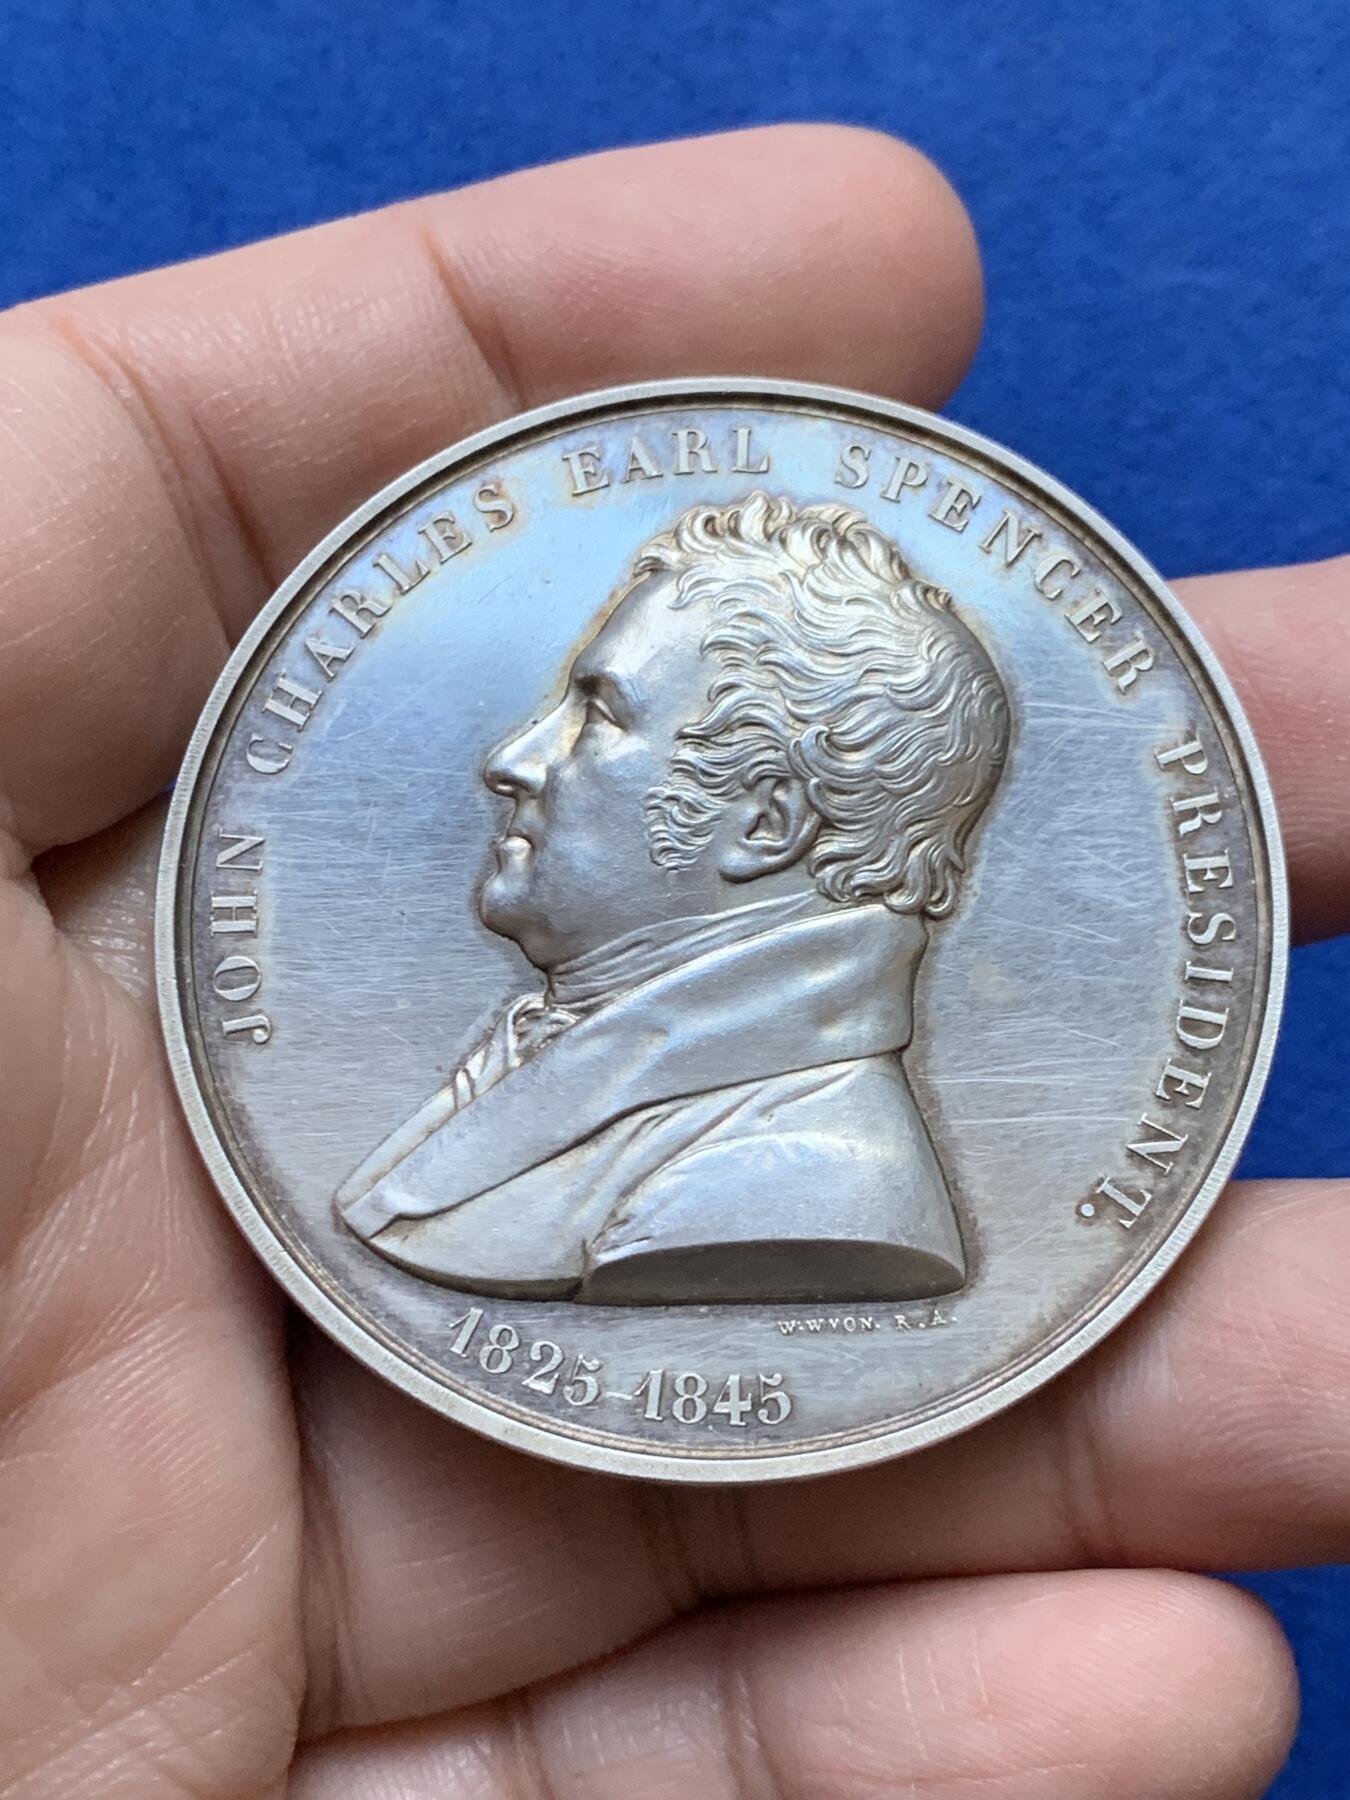 JOHN CHARLES EARL SPENCER PRESIDENT.
W. WYON. R.A.
1825-1845